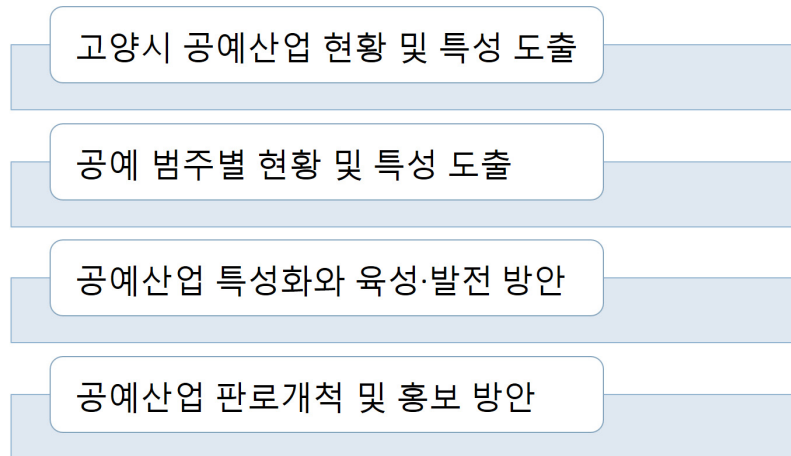 고양시 공예산업 현황 및 특성 도출
공예 범주별 현황 및 특성 도출
공예산업 특성화와 육성·발전 방안
공예산업 판로개척 및 홍보 방안